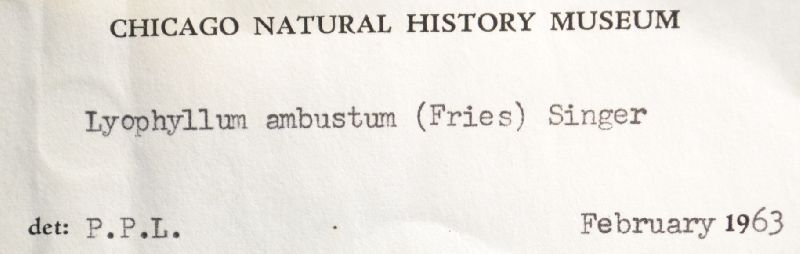 CHICAGO NATURAL HISTORY MUSEUM
Lyophyllum ambustum (Fries) Singer
det: P.P.L. February 1963